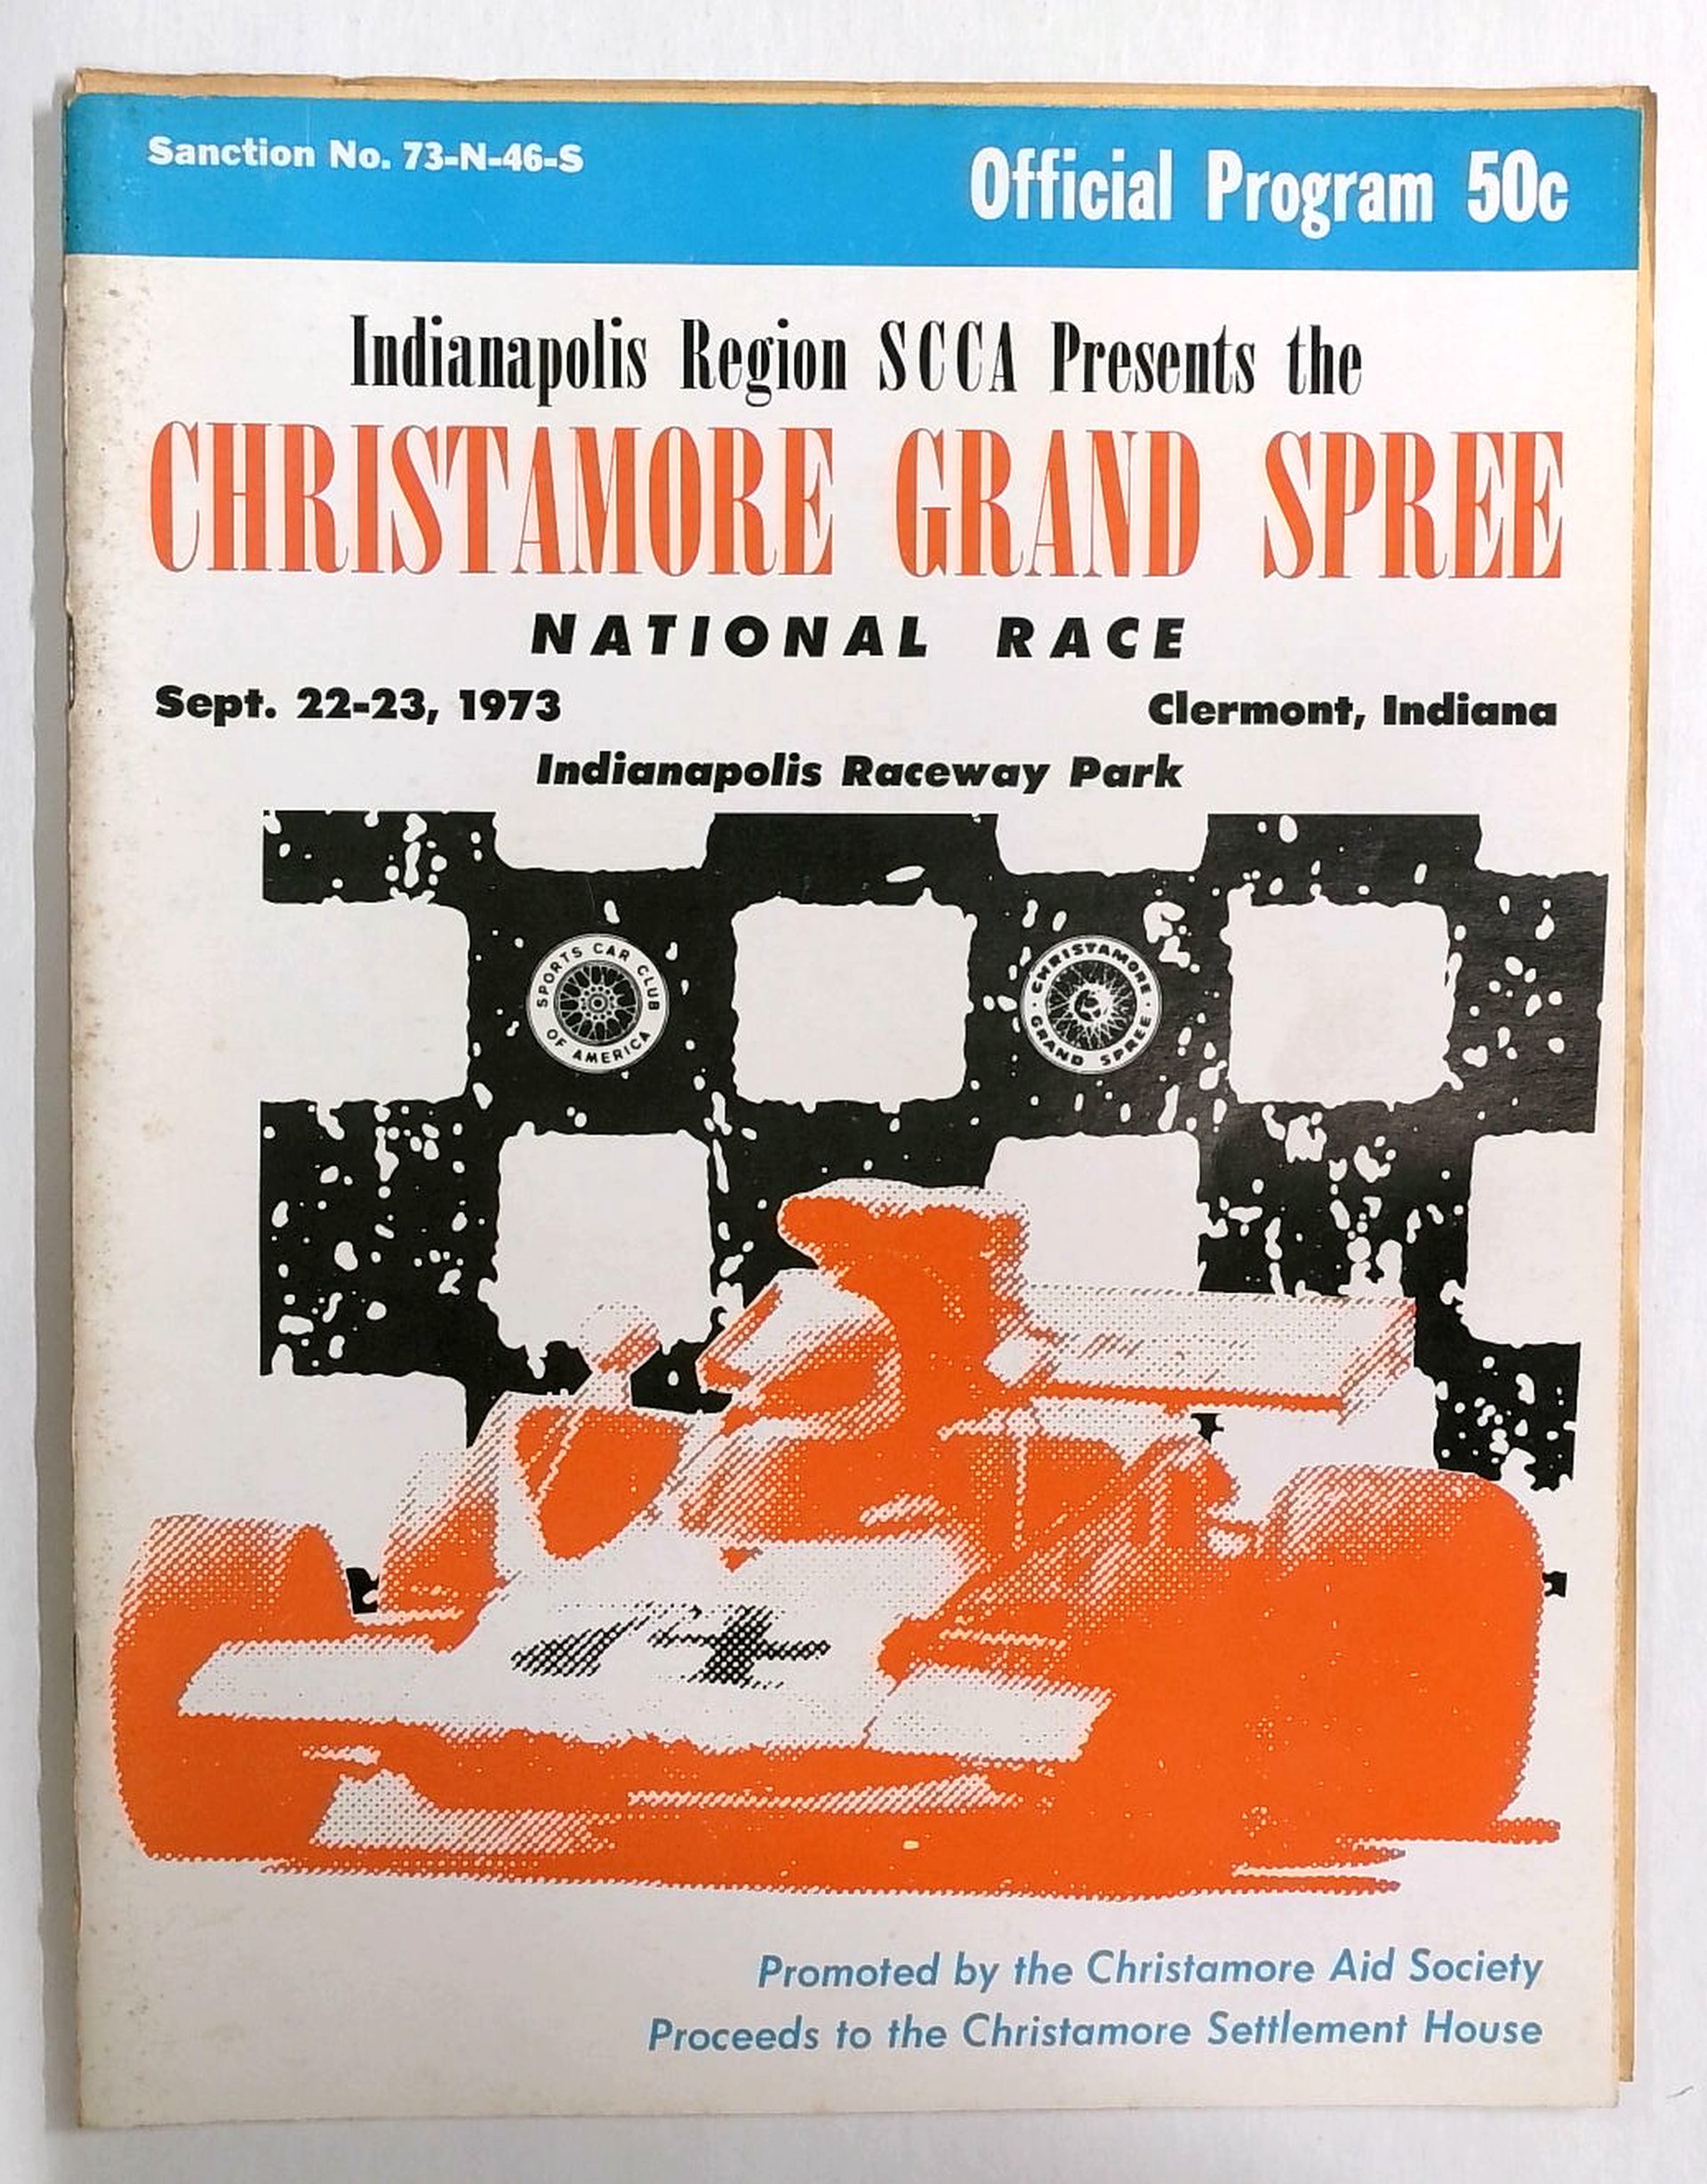 Sanction No. 73-N-46-S
Official Program 50c
Indianapolis Region SCCA Presents the
CHRISTAMORE GRAND SPREE
NATIONAL RACE
Sept. 22-23, 1973
Clermont, Indiana
Indianapolis Raceway Park
SPORTS CAR CLUB
OF AMERICA
CHRISTAMORE
GRAND SPREE
Promoted by the Christamore Aid Society
Proceeds to the Christamore Settlement House